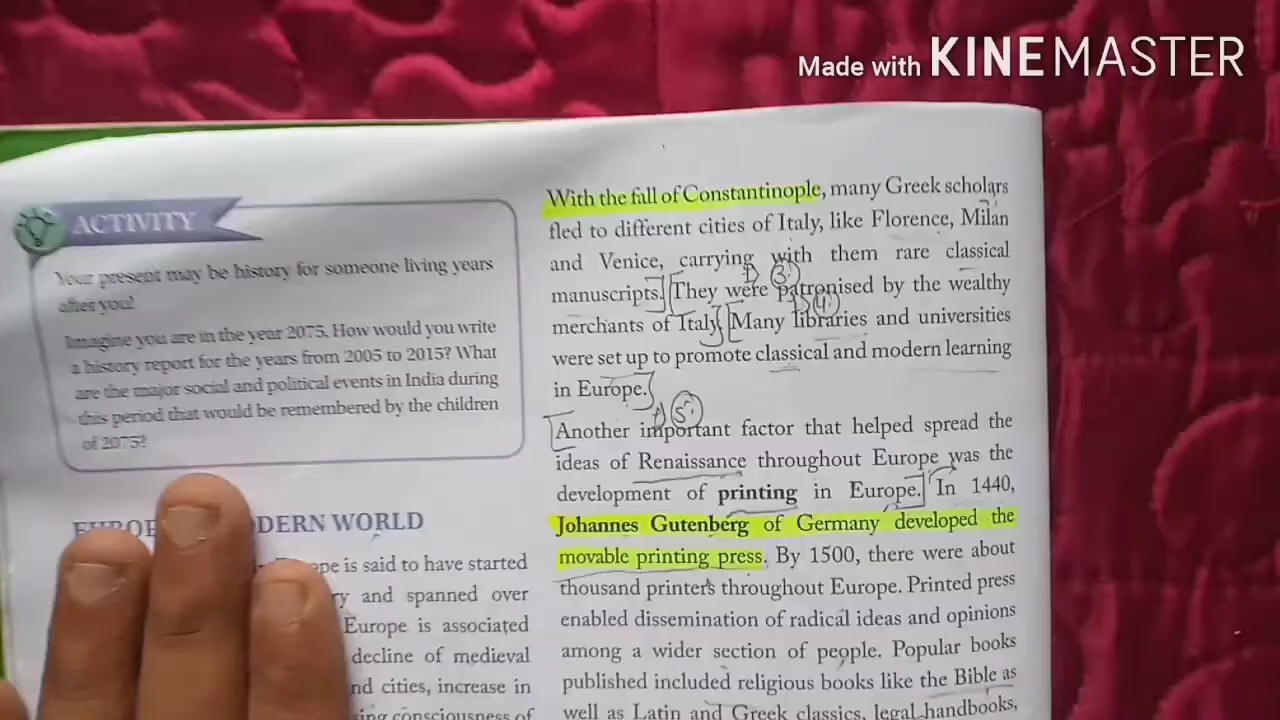 Made with KINEMASTER
ACTIVITY
Your present may be history for someone living years
after you!
Imagine you are in the year 2075. How would you write
a history report for the years from 2005 to 2015? What
are the major social and political events in India during
this period that would be remembered by the children
of 2075?
DERN WORLD
is said to have started
and spanned over
Europe is associated
decline of medieval
cities, increase in
consciousness of
With the fall of Constantinople, many Greek scholars
fled to different cities of Italy, like Florence, Milan
and Venice, carrying with them rare classical
3.
manuscripts. They were patronised by the wealthy
4.
merchants of Italy. Many libraries and universities
were set up to promote classical and modern learning
in Europe.
5.
Another important factor that helped spread the
ideas of Renaissance throughout Europe was the
development of printing in Europe. In 1440,
Johannes Gutenberg of Germany developed the
movable printing press. By 1500, there were about
thousand printers throughout Europe. Printed press
enabled dissemination of radical ideas and opinions
among a wider section of people. Popular books
published included religious books like the Bible as
well as Latin and Greek classics, legal handbooks,